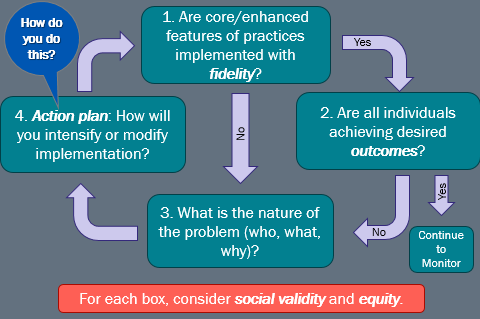 How do
you do
this?
1. Are core/enhanced
features of practices
implemented with
fidelity?
Yes
No
2. Are all individuals
achieving desired
outcomes?
Yes
No
Continue
to
Monitor
3. What is the nature of
the problem (who, what,
why)?
4. Action plan: How will
you intensify or modify
implementation?
For each box, consider social validity and equity.